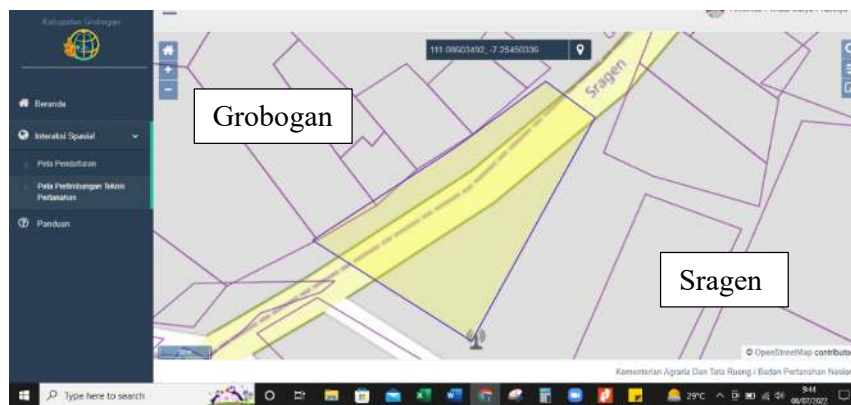 Kabupaten Grobogan
111.08603492, -7.25450336
Sragen
Grobogan
Beranda
Interaksi Spasial
Peta Pendaftaran
Peta Pertimbangan Teknis
Pertanahan
Panduan
Sragen
© OpenStreetMap contributo
Kementerian Agraria Dan Tata Ruang / Badan Pertanahan Nasion
Type here to search
29°C
9:44
06/07/2022